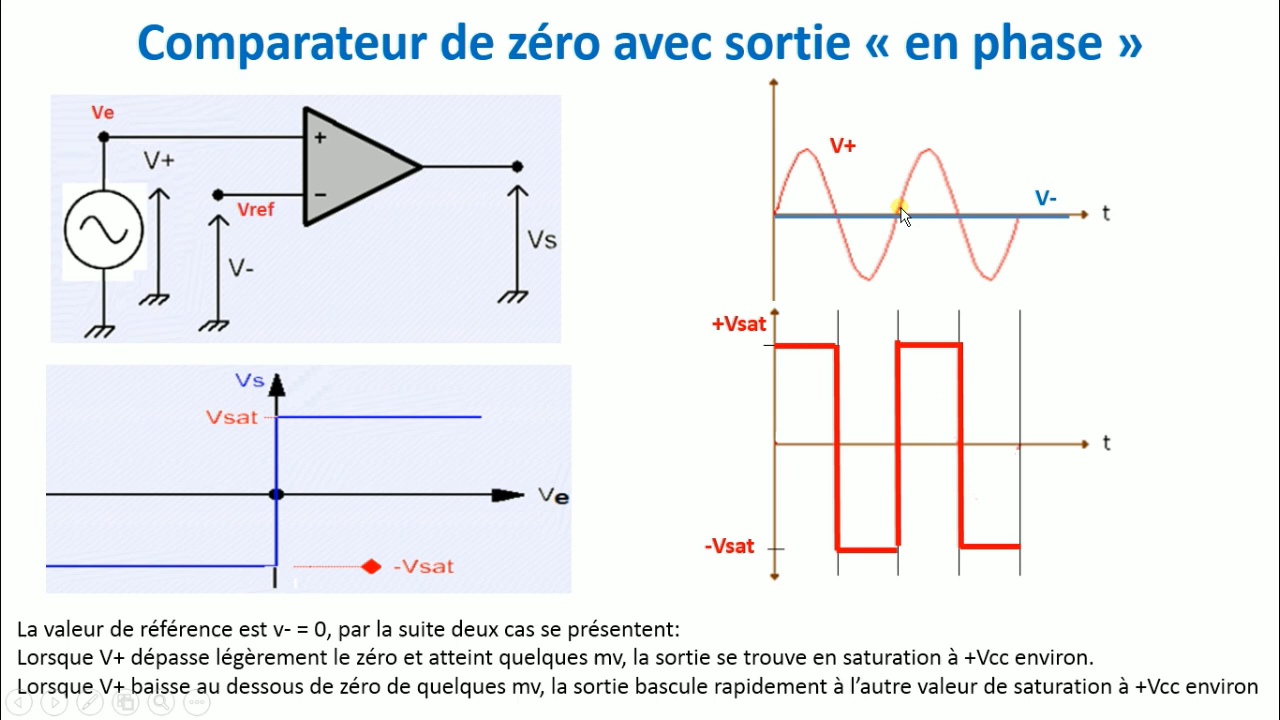 Comparateur de zéro avec sortie « en phase »
Ve
V+
+
−
Vref
V-
Vs
V+
V-
t
+Vsat
t
-Vsat
Vs
Vsat
Ve
-Vsat
La valeur de référence est v- = 0, par la suite deux cas se présentent:
Lorsque V+ dépasse légèrement le zéro et atteint quelques mv, la sortie se trouve en saturation à +Vcc environ.
Lorsque V+ baisse au dessous de zéro de quelques mv, la sortie bascule rapidement à l’autre valeur de saturation à +Vcc environ